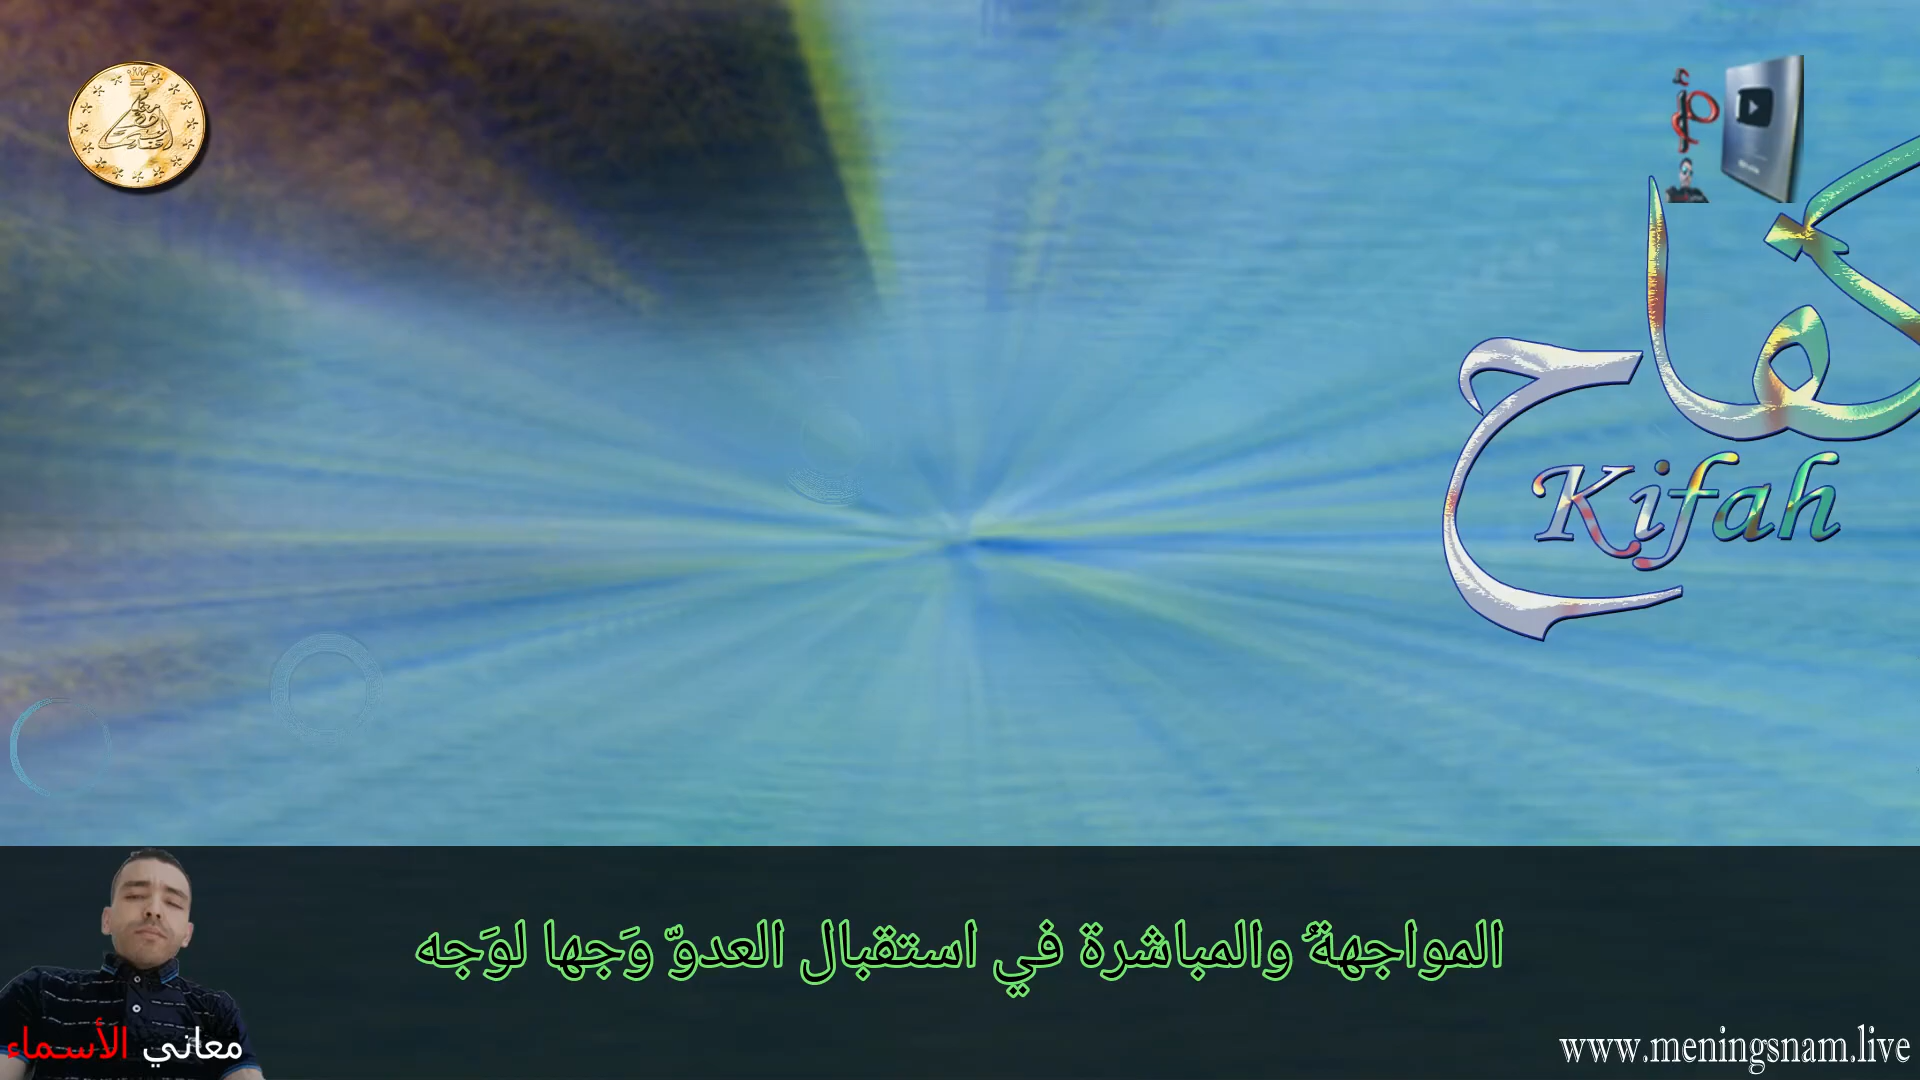 كفاح
Kifah
المواجهةٌ والمباشرة في استقبال العدوّ وَجها لوَجه
معاني الأسماء
www.meningsnam.live